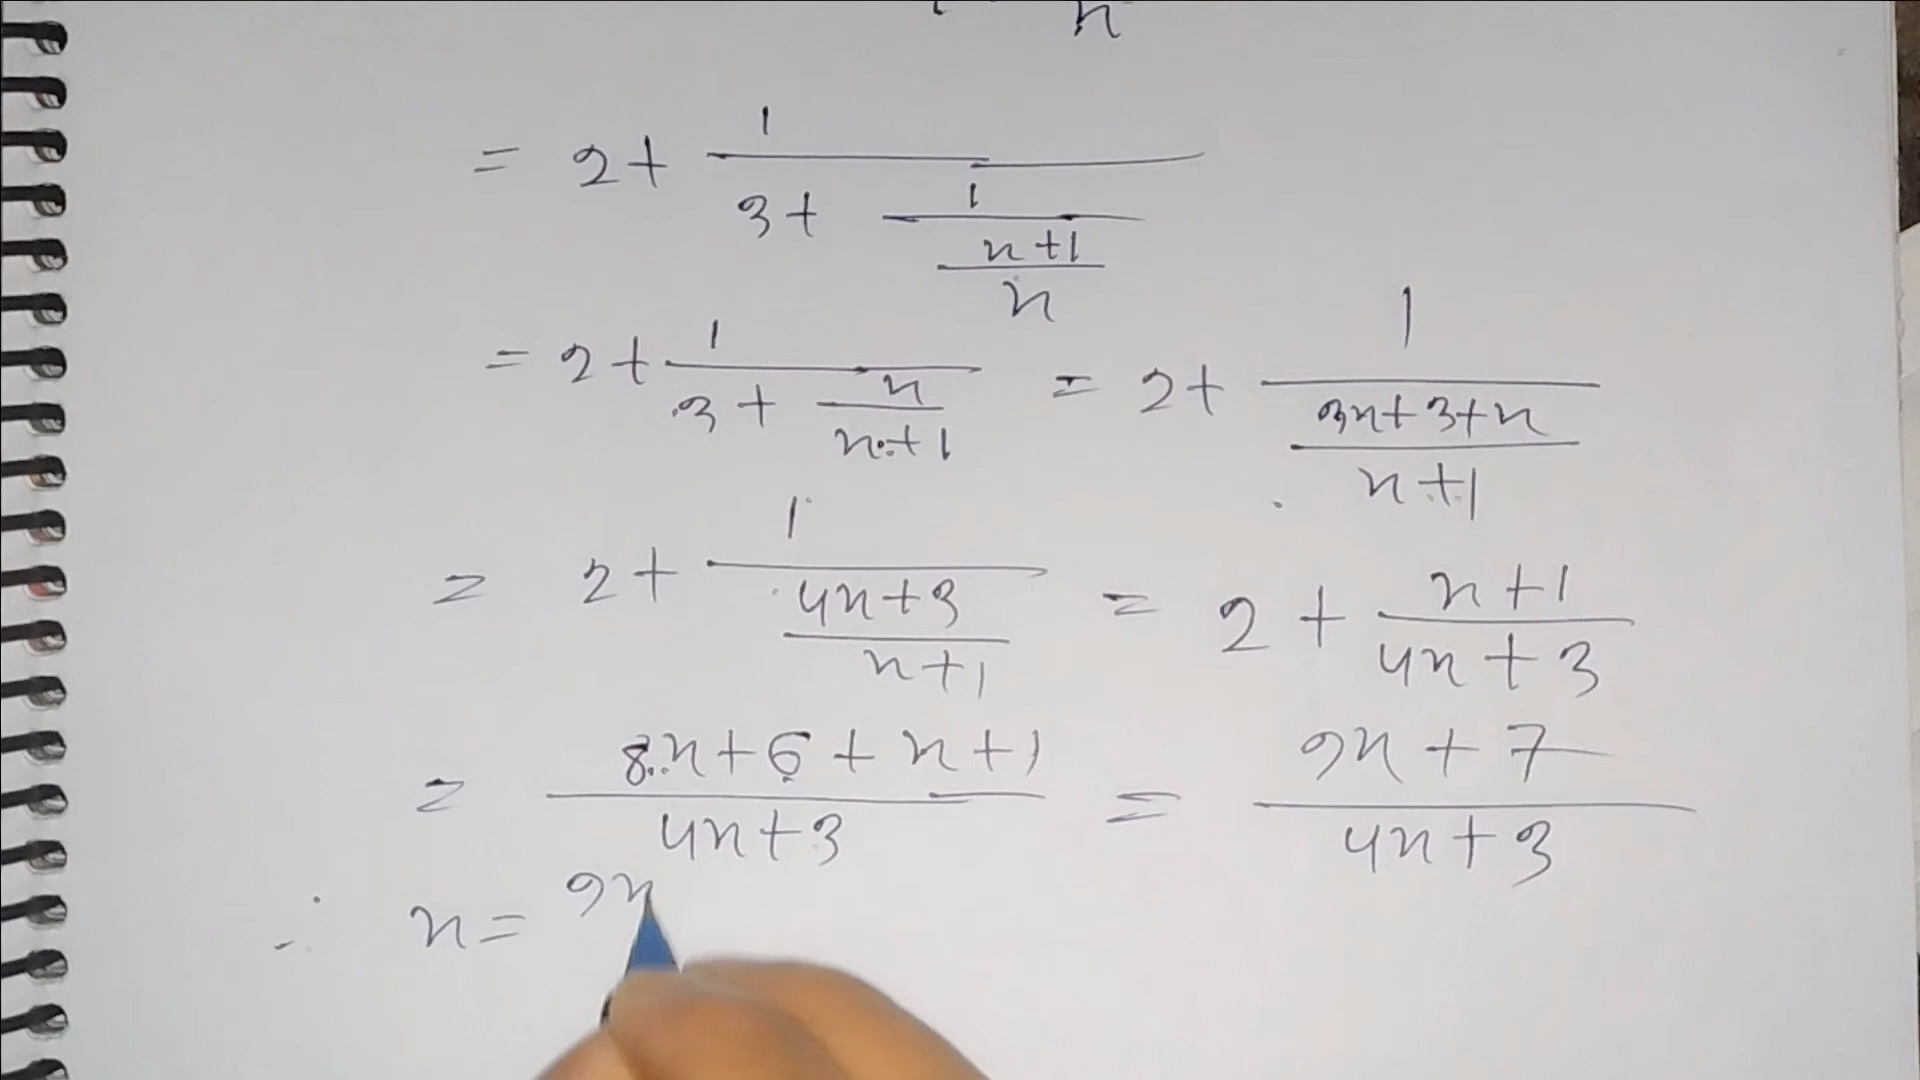 x
= 2 + 1/(3 + 1/((x+1)/x))
= 2 + 1/(3 + x/(x+1)) = 2 + 1/((3x+3+x)/(x+1))
= 2 + 1/((4x+3)/(x+1)) = 2 + (x+1)/(4x+3)
= (8x+6+x+1)/(4x+3) = (9x+7)/(4x+3)
∴ x = 9x